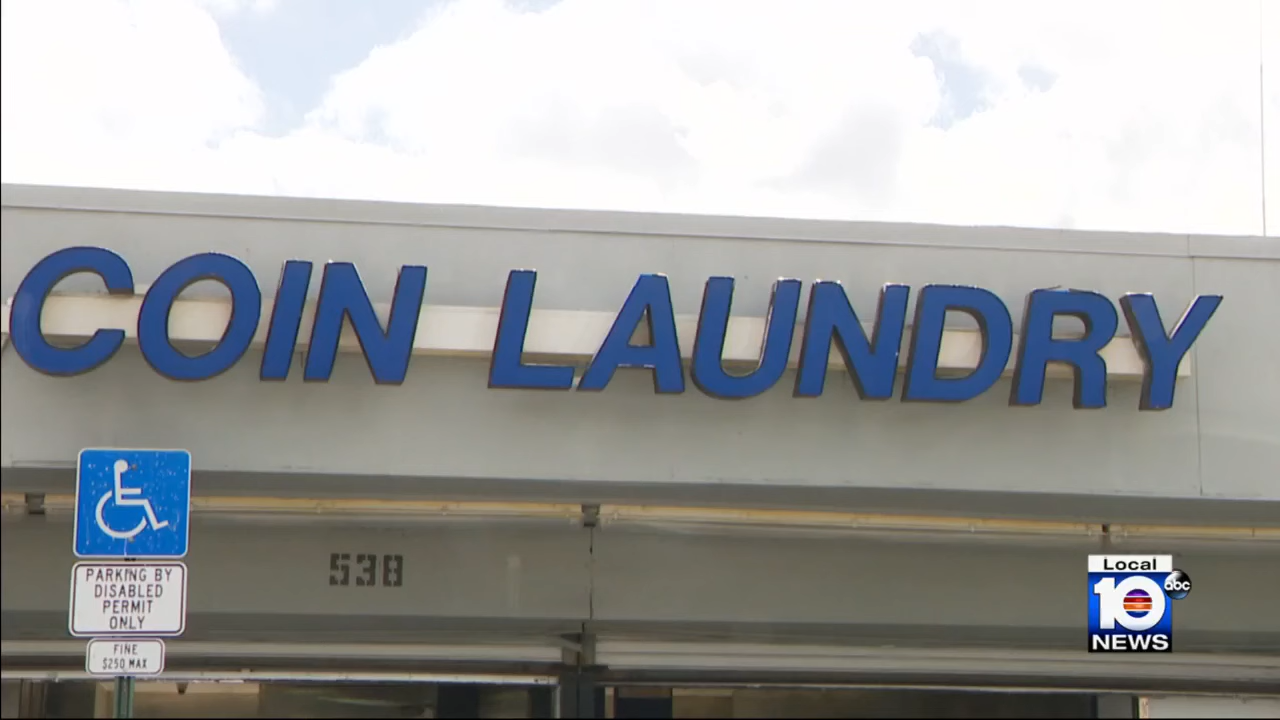 COIN LAUNDRY
538
PARKING BY
DISABLED
PERMIT
ONLY
FINE
$250 MAX
Local
10
abc
NEWS